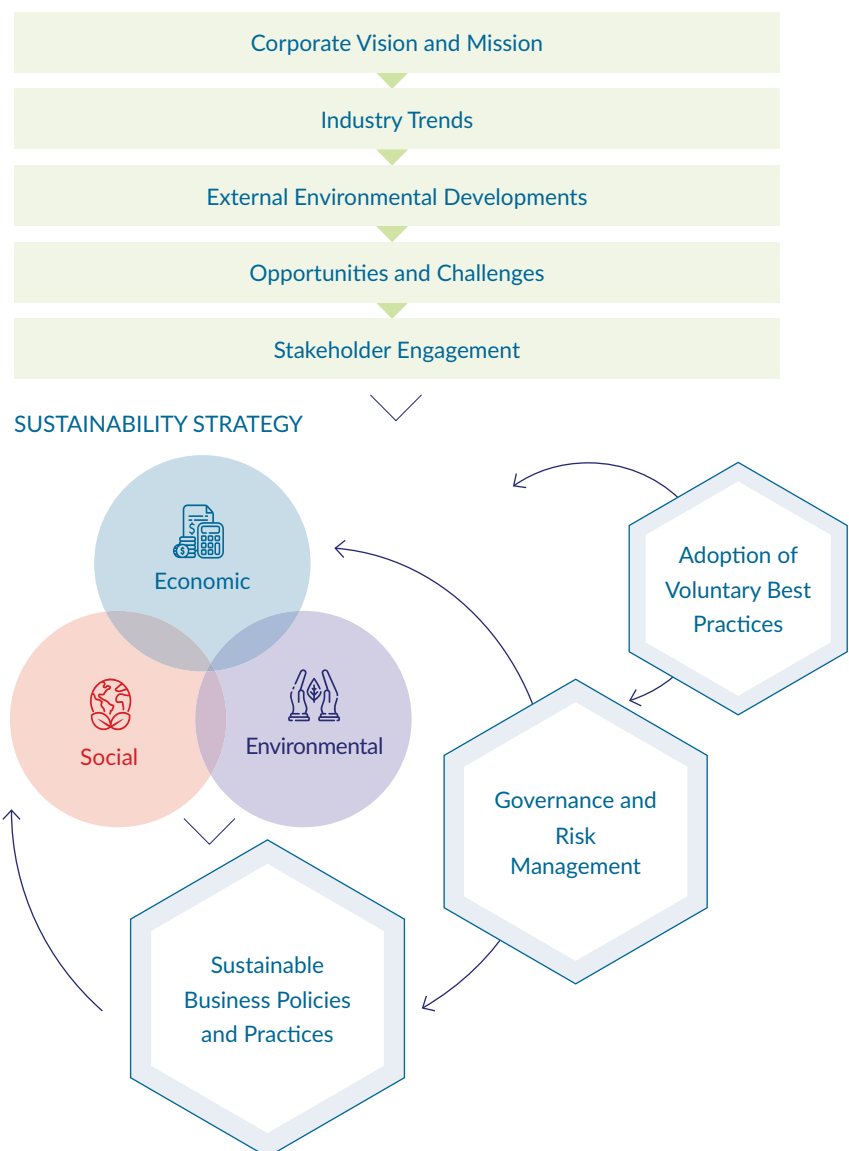 Corporate Vision and Mission
Industry Trends
External Environmental Developments
Opportunities and Challenges
Stakeholder Engagement
SUSTAINABILITY STRATEGY
$
$
Economic
Social
Environmental
Adoption of
Voluntary Best
Practices
Governance and
Risk
Management
Sustainable
Business Policies
and Practices